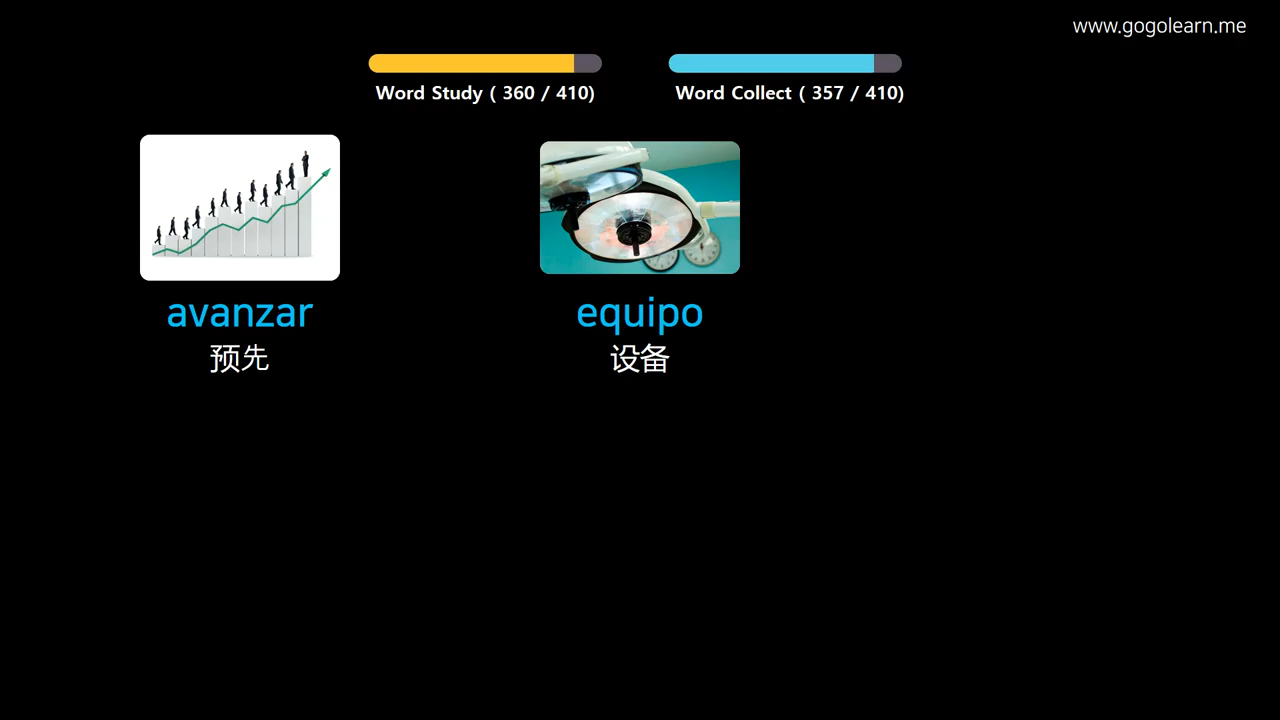 www.gogolearn.me
Word Study ( 360 / 410)
Word Collect ( 357 / 410)
avanzar
预先
equipo
设备